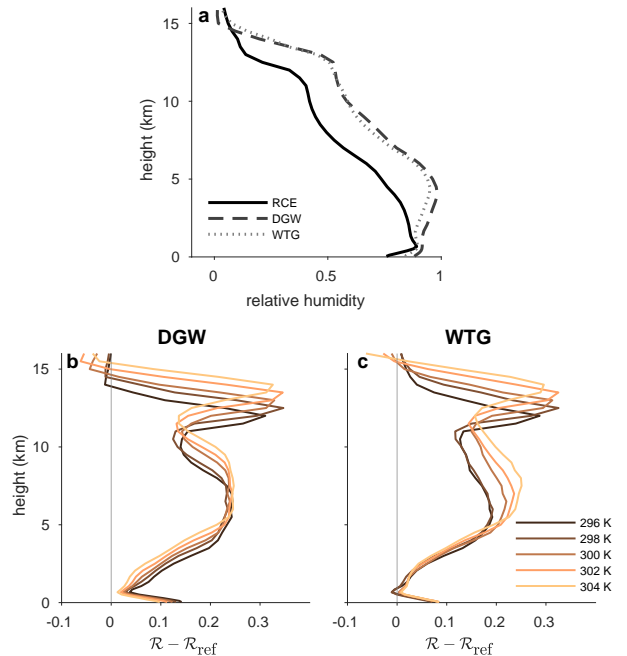 a
15
10
5
0
height (km)
RCE
DGW
WTG
0
0.5
1
relative humidity
DGW
WTG
b
15
10
5
0
height (km)
-0.1
0
0.1
0.2
0.3
ℛ − ℛref
c
15
10
5
0
296 K
298 K
300 K
302 K
304 K
-0.1
0
0.1
0.2
0.3
ℛ − ℛref